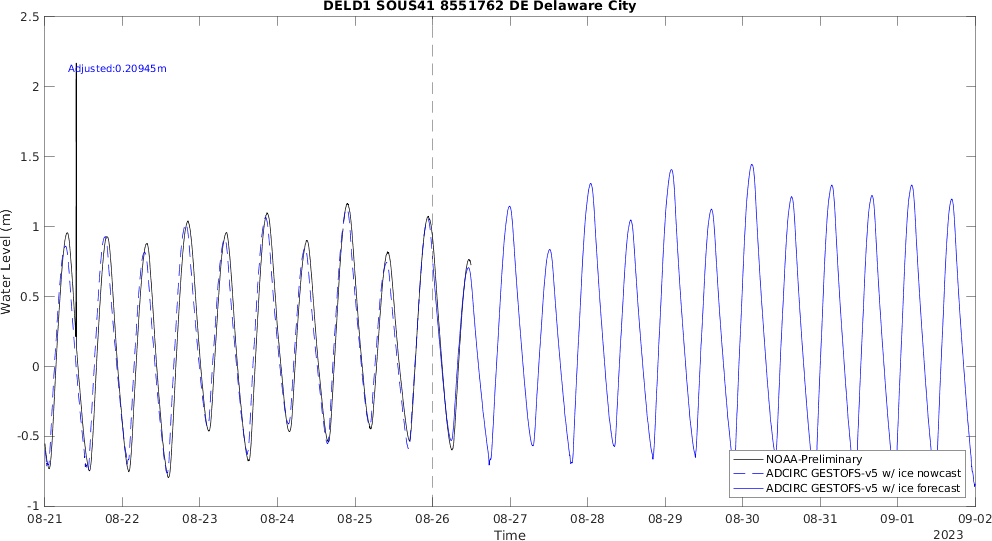 DELD1 SOUS41 8551762 DE Delaware City
2.5
Adjusted:0.20945m
2
1.5
1
0.5
0
-0.5
-1
Water Level (m)
NOAA-Preliminary
ADCIRC GESTOFS-v5 w/ ice nowcast
ADCIRC GESTOFS-v5 w/ ice forecast
08-21 08-22 08-23 08-24 08-25 08-26 08-27 08-28 08-29 08-30 08-31 09-01 09-02
Time
2023